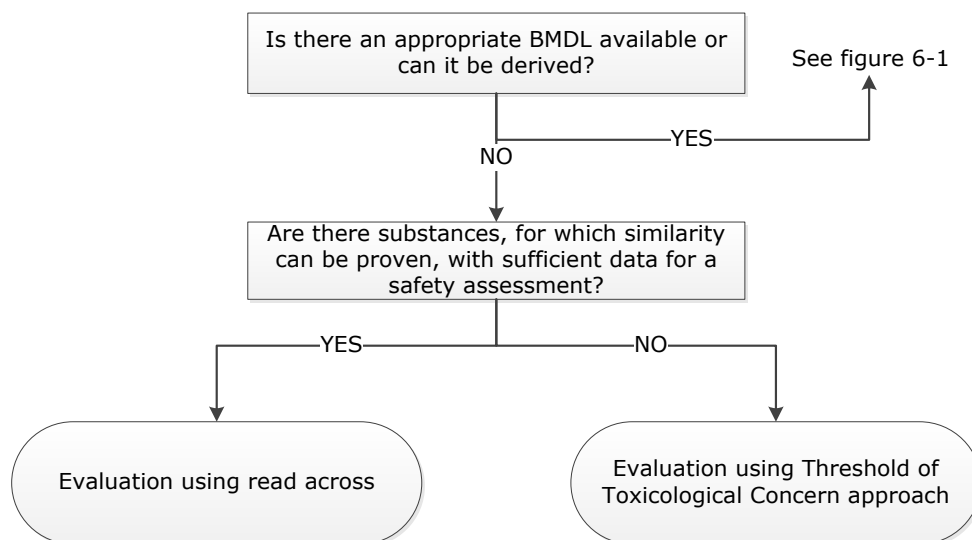 Is there an appropriate BMDL available or
can it be derived?
See figure 6-1
YES
NO
Are there substances, for which similarity
can be proven, with sufficient data for a
safety assessment?
YES
NO
Evaluation using read across
Evaluation using Threshold of
Toxicological Concern approach